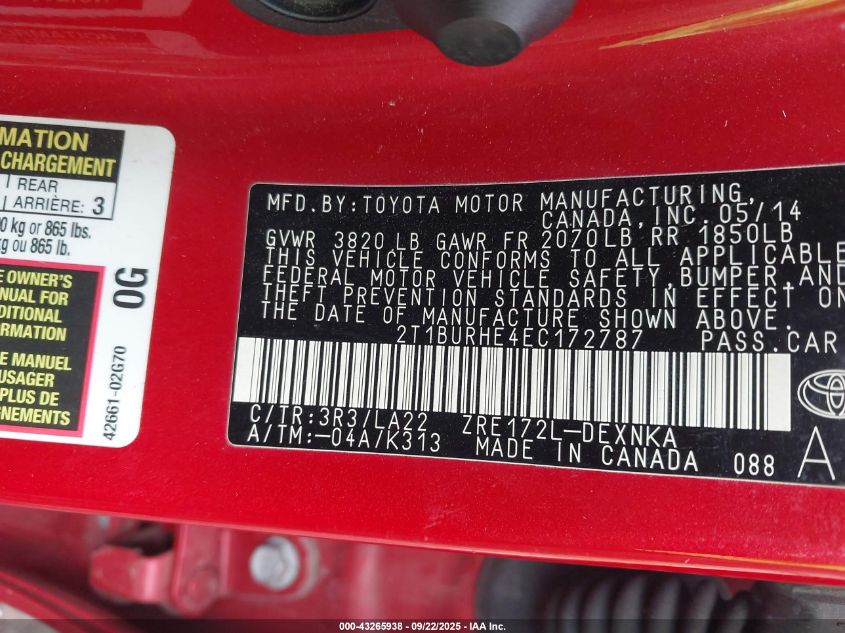 MATION
CHARGEMENT
REAR
ARRIÈRE: 3
kg or 865 lbs.
kg ou 865 lb.
OWNER'S
MANUAL FOR
DITIONAL
FORMATION
LE MANUEL
USAGER
PLUS DE
GNEMENTS
42661-02G70
0G
MFD.BY:TOYOTA MOTOR MANUFACTURING,
CANADA,INC.05/14
GVWR 3820 LB GAWR FR 2070LB RR 1850LB
THIS VEHICLE CONFORMS TO ALL APPLICABLE
FEDERAL MOTOR VEHICLE SAFETY,BUMPER,AND
THEFT PREVENTION STANDARDS IN EFFECT ON
THE DATE OF MANUFACTURE SHOWN ABOVE.
2T1BURHE4EC172787 PASS.CAR
C/TR:3R3/LA22 ZRE172L-DEXNKA
A/TM:-04A/K313 MADE IN CANADA 088 A
000-43265938 - 09/22/2025 - IAA Inc.